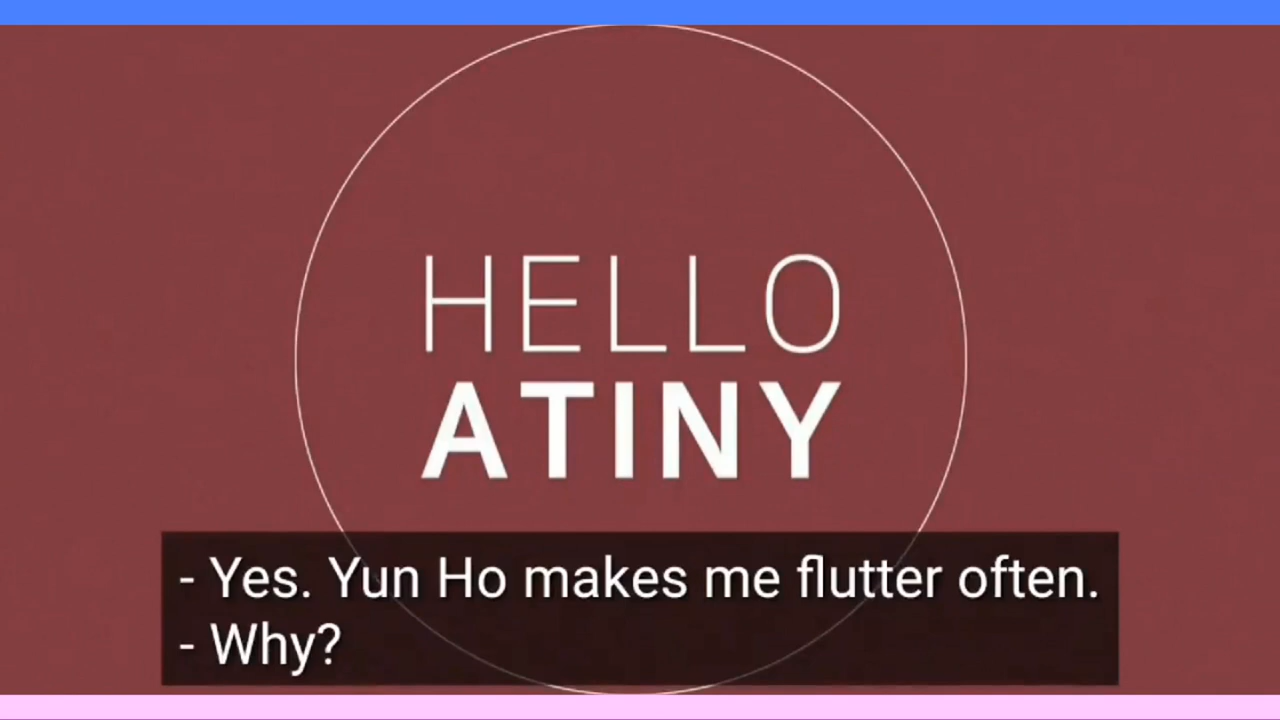 HELLO
ATINY
- Yes. Yun Ho makes me flutter often.
- Why?